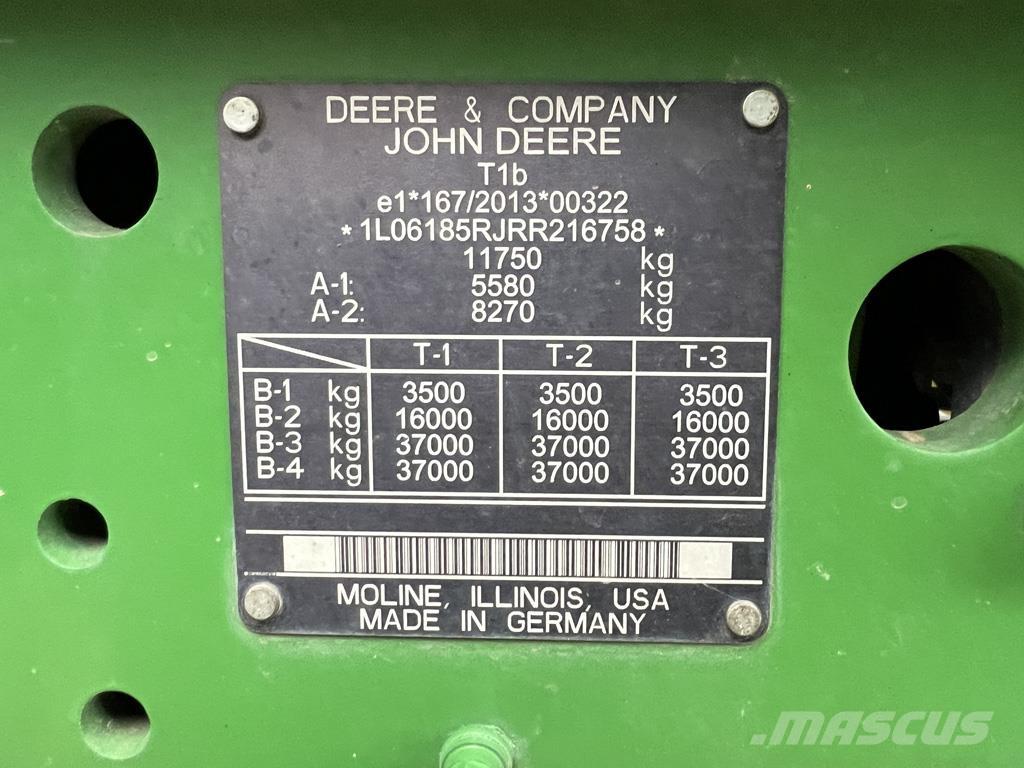 DEERE & COMPANY
JOHN DEERE
T1b
e1*167/2013*00322
*1L06185RJRR216758*
11750 kg
A-1: 5580 kg
A-2: 8270 kg
T-1 T-2 T-3
B-1 kg 3500 3500 3500
B-2 kg 16000 16000 16000
B-3 kg 37000 37000 37000
B-4 kg 37000 37000 37000
MOLINE, ILLINOIS, USA
MADE IN GERMANY
MASCUS